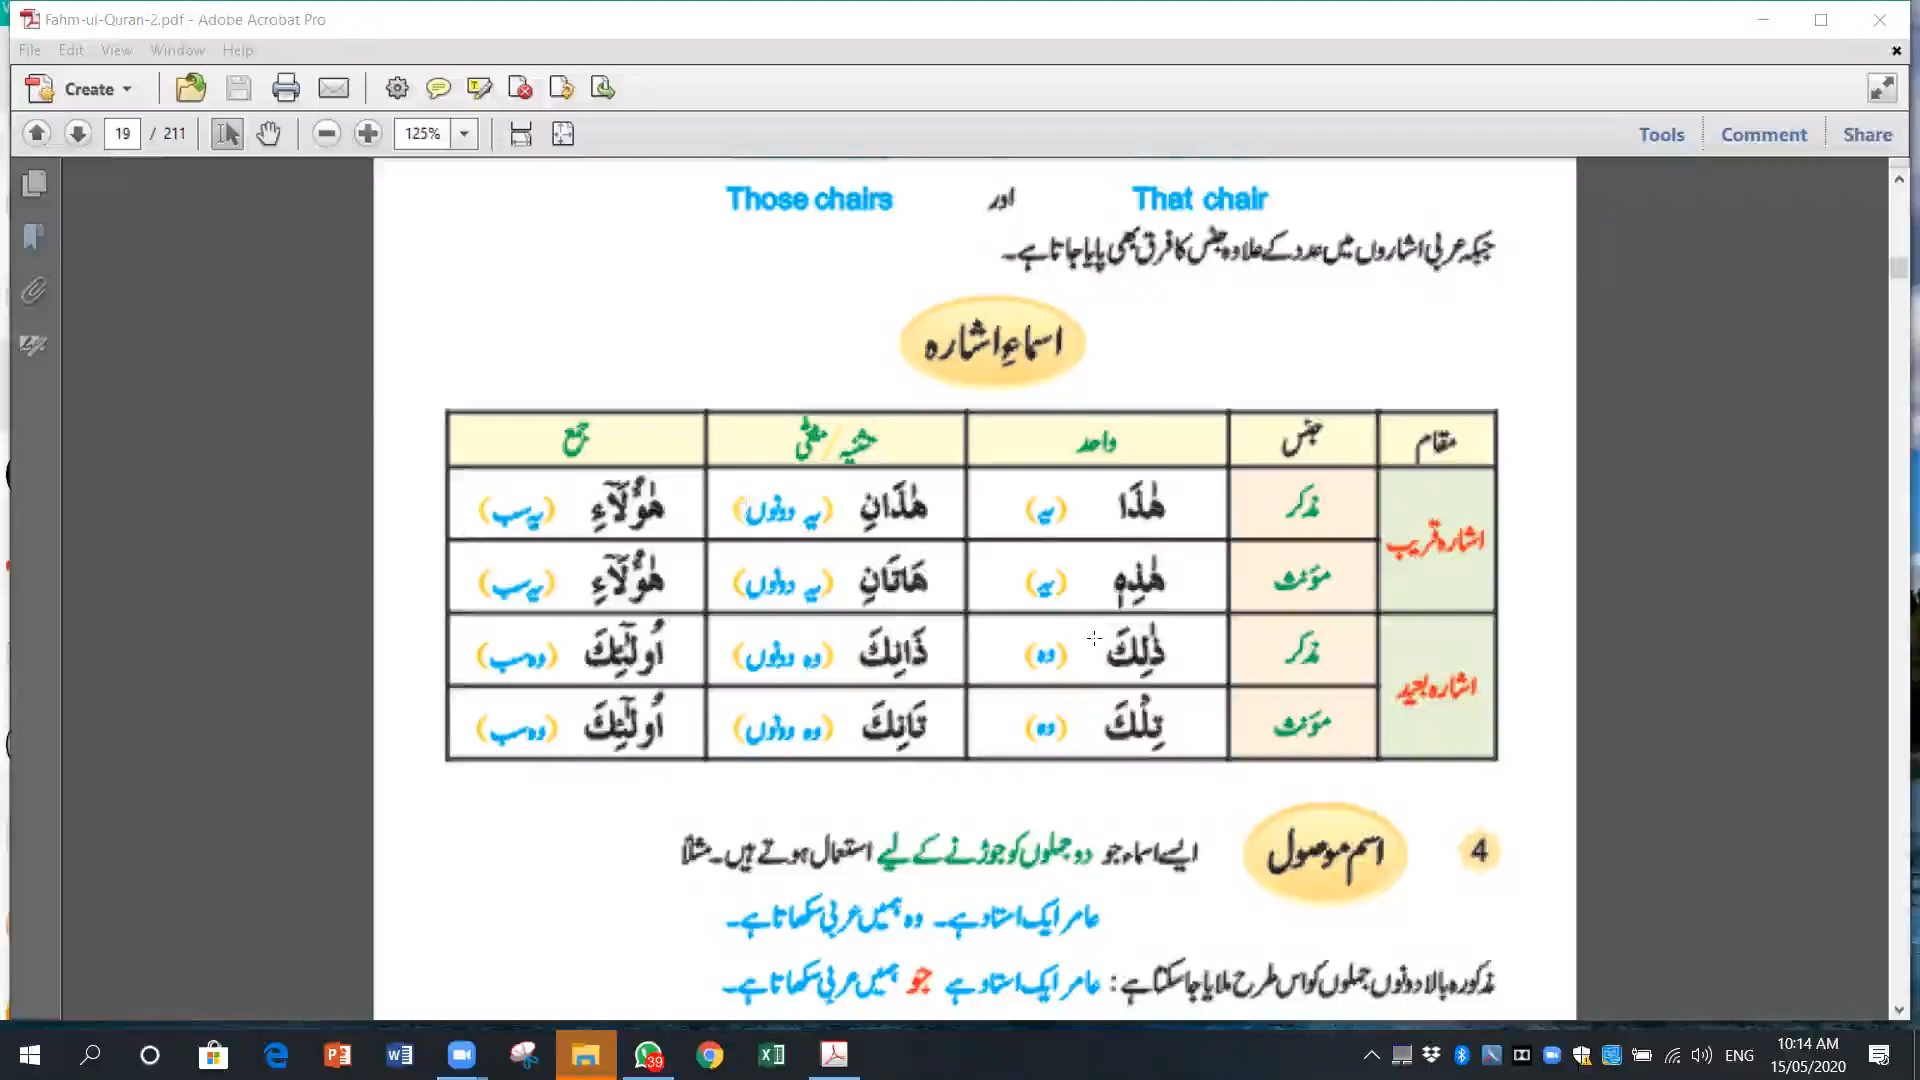 Fahm-ul-Quran-2.pdf - Adobe Acrobat Pro
File Edit View Window Help
Create
19 / 211 125% Tools Comment Share
That chair اور Those chairs
جبکہ عربی اشاروں میں عدد کے علاوہ جنس کا فرق بھی پایا جاتا ہے۔
اسماءِ اشارہ
مقام جنس واحد تثنیہ/مثنّٰی جمع
اشارہ قریب مذکر هٰذَا (یہ) هٰذَانِ (یہ دونوں) هٰٓؤُلَآءِ (یہ سب)
مؤنث هٰذِهٖ (یہ) هَاتَانِ (یہ دونوں) هٰٓؤُلَآءِ (یہ سب)
اشارہ بعید مذکر ذٰلِكَ (وہ) ذَانِكَ (وہ دونوں) اُولٰٓئِكَ (وہ سب)
مؤنث تِلْكَ (وہ) تَانِكَ (وہ دونوں) اُولٰٓئِكَ (وہ سب)
4 اسم موصول ایسے اسماء جو دو جملوں کو جوڑنے کے لیے استعمال ہوتے ہیں۔ مثلاً
عامر ایک استاد ہے۔ وہ ہمیں عربی سکھاتا ہے۔
مذکورہ بالا دونوں جملوں کو اس طرح ملایا جا سکتا ہے: عامر ایک استاد ہے جو ہمیں عربی سکھاتا ہے۔
39
ENG
10:14 AM
15/05/2020